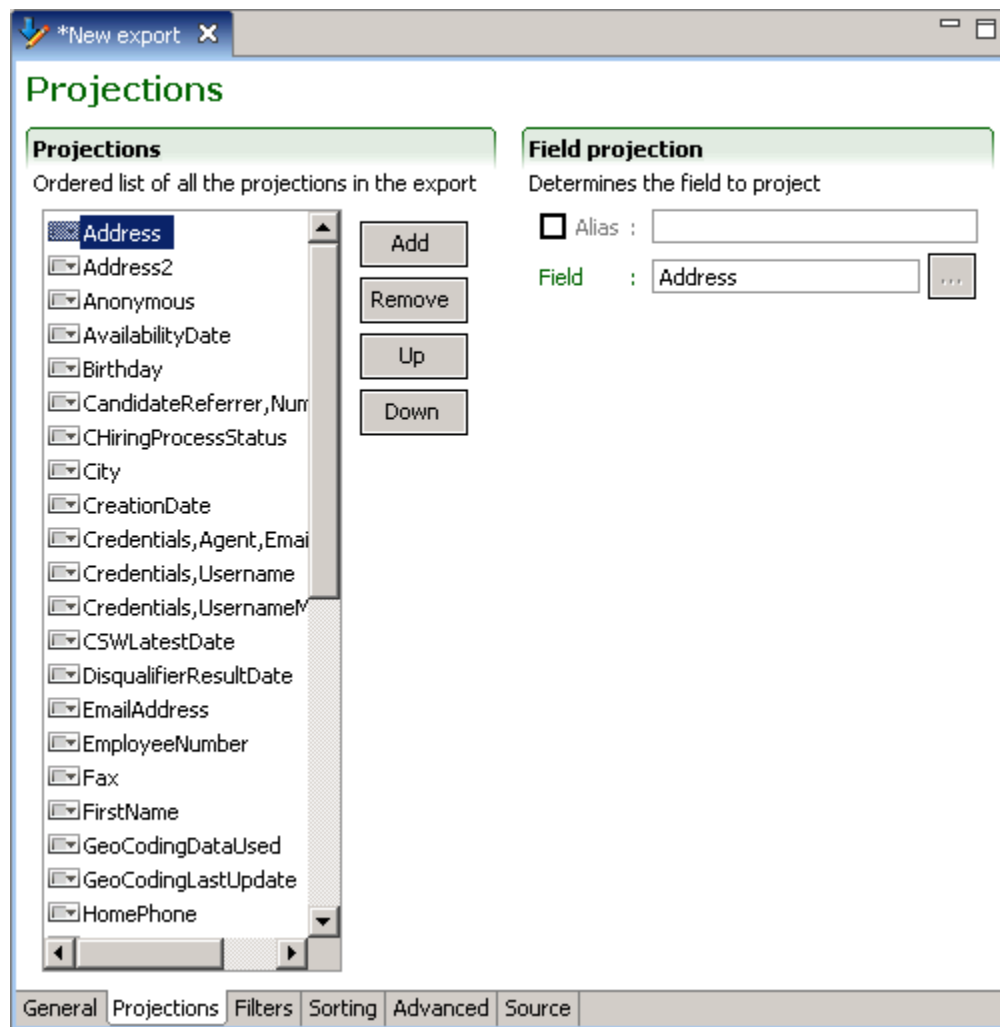 *New export
Projections
Projections
Ordered list of all the projections in the export
Address
Address2
Anonymous
AvailabilityDate
Birthday
CandidateReferrer,Num
CHiringProcessStatus
City
CreationDate
Credentials,Agent,Emai
Credentials,Username
Credentials,UsernameM
CSWLatestDate
DisqualifierResultDate
EmailAddress
EmployeeNumber
Fax
FirstName
GeoCodingDataUsed
GeoCodingLastUpdate
HomePhone
Add
Remove
Up
Down
Field projection
Determines the field to project
Alias :
Field : Address ...
General Projections Filters Sorting Advanced Source